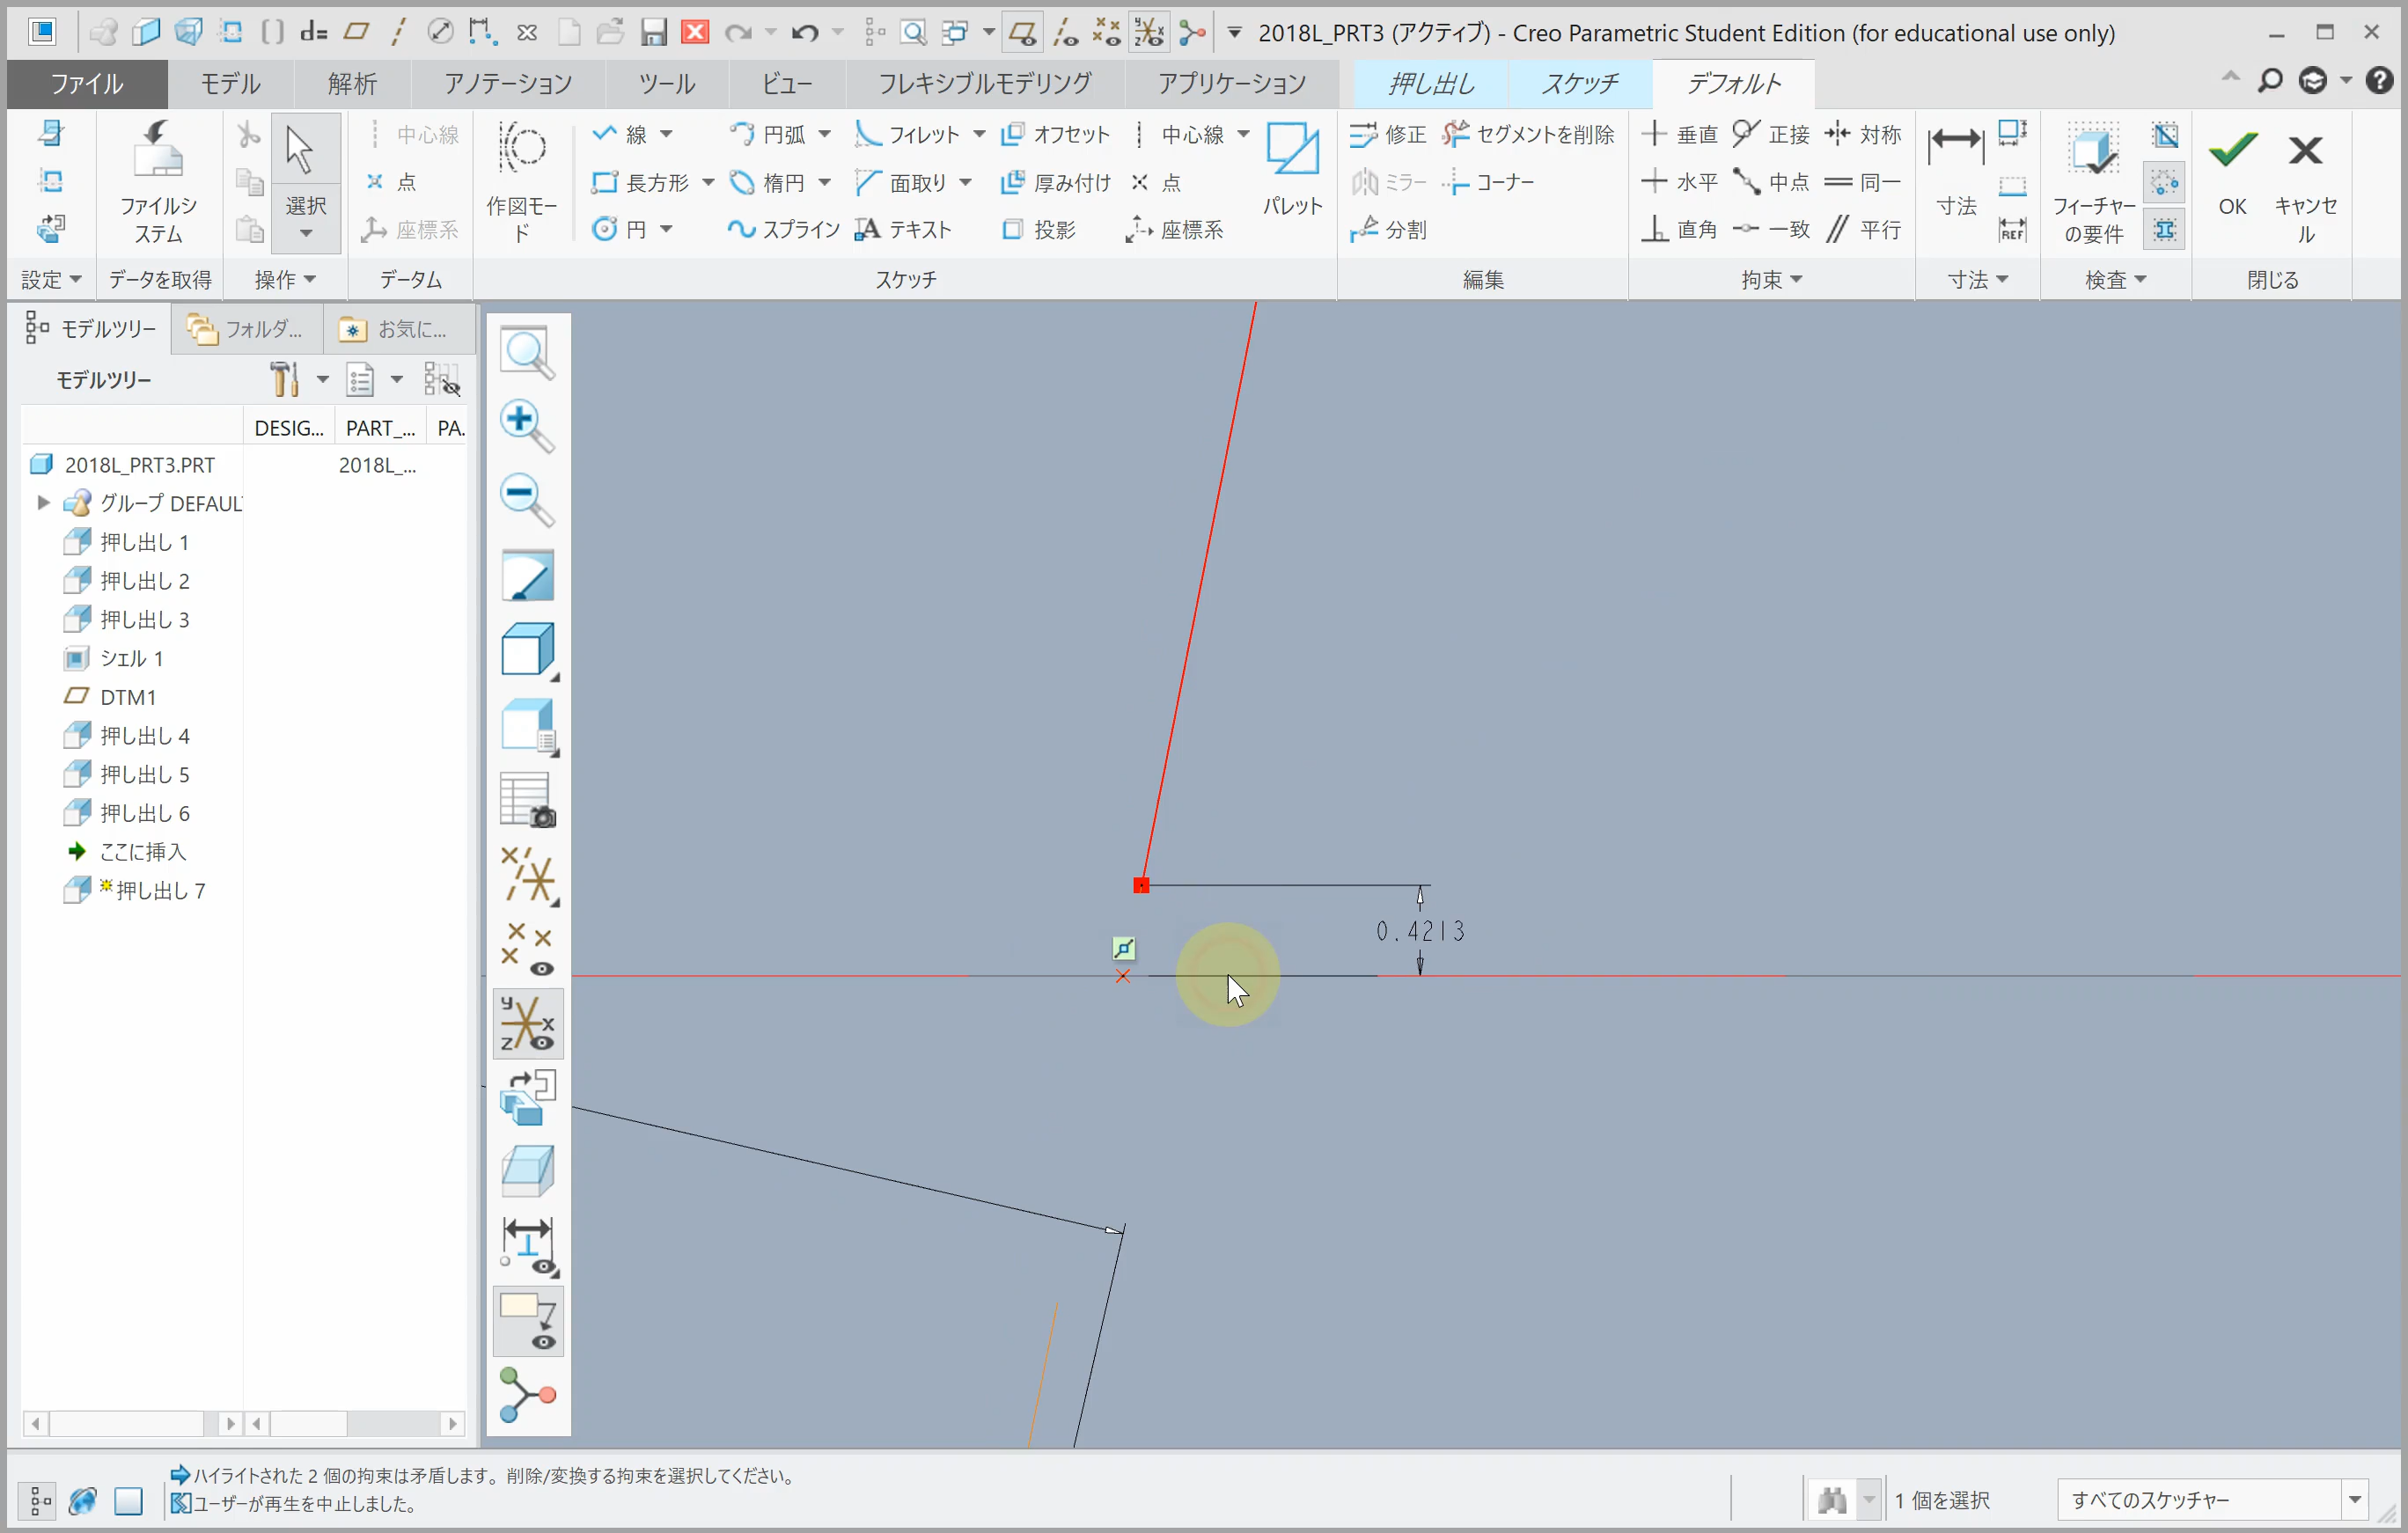 d=
2018L_PRT3 (アクティブ) - Creo Parametric Student Edition (for educational use only)
ファイル
モデル
解析
アノテーション
ツール
ビュー
フレキシブルモデリング
アプリケーション
押し出し
スケッチ
デフォルト
ファイルシ
ステム
選択
中心線
点
座標系
作図モー
ド
線
円弧
フィレット
オフセット
中心線
長方形
楕円
面取り
厚み付け
点
円
スプライン
テキスト
投影
座標系
パレット
修正
セグメントを削除
ミラー
コーナー
分割
垂直
正接
対称
水平
中点
同一
直角
一致
平行
寸法
REF
フィーチャー
の要件
OK
キャンセ
ル
設定
データを取得
操作
データム
スケッチ
編集
拘束
寸法
検査
閉じる
モデルツリー
フォルダ...
お気に...
モデルツリー
DESIG...
PART_...
PA.
2018L_PRT3.PRT
2018L_...
グループ DEFAUL
押し出し 1
押し出し 2
押し出し 3
シェル 1
DTM1
押し出し 4
押し出し 5
押し出し 6
ここに挿入
押し出し 7
0.4213
ハイライトされた 2 個の拘束は矛盾します。削除/変換する拘束を選択してください。
ユーザーが再生を中止しました。
1 個を選択
すべてのスケッチャー